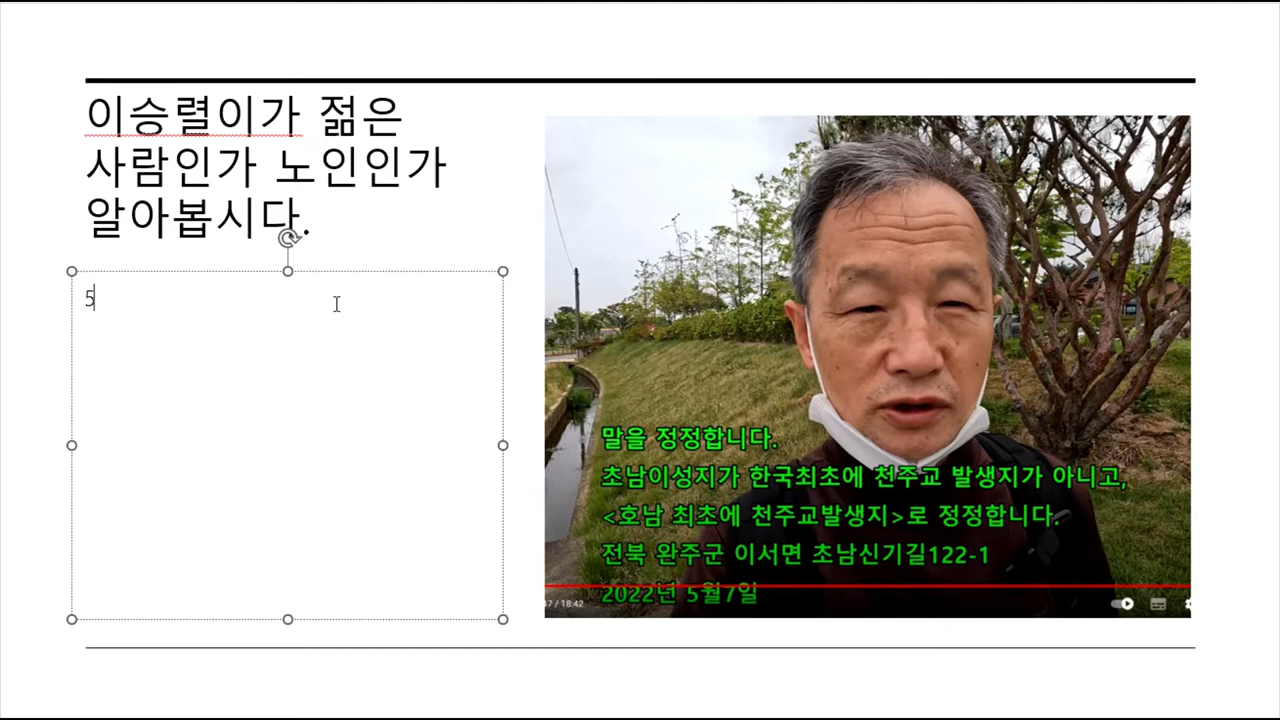 이승렬이가 젊은
사람인가 노인인가
알아봅시다.
5
말을 정정합니다.
초남이성지가 한국최초에 천주교 발생지가 아니고,
<호남 최초에 천주교발생지>로 정정합니다.
전북 완주군 이서면 초남신기길122-1
2022년 5월7일
7 / 18:42